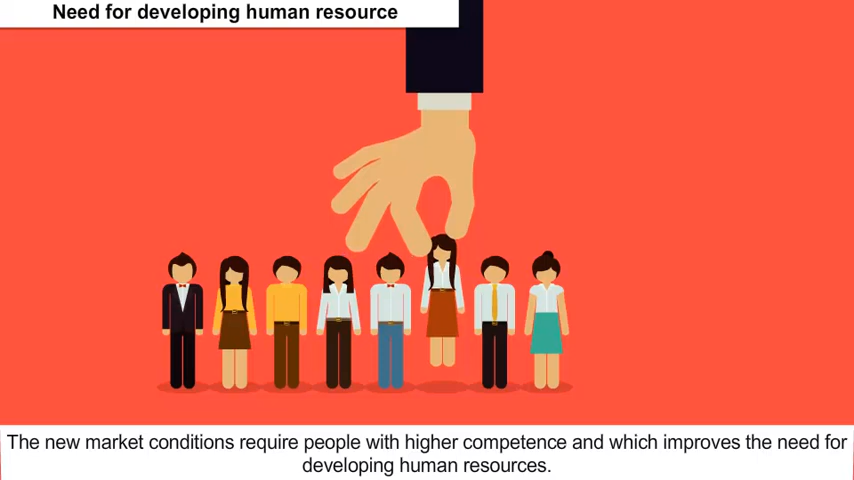 Need for developing human resource
The new market conditions require people with higher competence and which improves the need for
developing human resources.